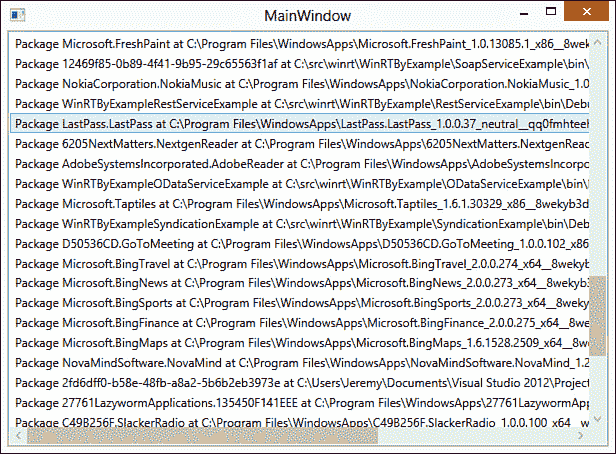 MainWindow
Package Microsoft.FreshPaint at C:\Program Files\WindowsApps\Microsoft.FreshPaint_1.0.13085.1_x86__8wek
Package 12469f85-0b89-4f41-9b95-29c65563f1af at C:\src\winrt\WinRTByExample\SoapServiceExample\bin\
Package NokiaCorporation.NokiaMusic at C:\Program Files\WindowsApps\NokiaCorporation.NokiaMusic_1.0
Package WinRTByExampleRestServiceExample at C:\src\winrt\WinRTByExample\RestServiceExample\bin\Deb
Package LastPass.LastPass at C:\Program Files\WindowsApps\LastPass.LastPass_1.0.0.37_neutral__qq0fmhtee
Package 6205NextMatters.NextgenReader at C:\Program Files\WindowsApps\6205NextMatters.NextgenReader
Package AdobeSystemsIncorporated.AdobeReader at C:\Program Files\WindowsApps\AdobeSystemsIncorpo
Package WinRTByExampleODataServiceExample at C:\src\winrt\WinRTByExample\ODataServiceExample\bin\
Package Microsoft.Taptiles at C:\Program Files\WindowsApps\Microsoft.Taptiles_1.6.1.30329_x86__8wekyb3d
Package WinRTByExampleSyndicationExample at C:\src\winrt\WinRTByExample\SyndicationExample\bin\Deb
Package D50536CD.GoToMeeting at C:\Program Files\WindowsApps\D50536CD.GoToMeeting_1.0.0.102_x86
Package Microsoft.BingTravel at C:\Program Files\WindowsApps\Microsoft.BingTravel_2.0.0.274_x64__8wekyb
Package Microsoft.BingNews at C:\Program Files\WindowsApps\Microsoft.BingNews_2.0.0.273_x64__8wekyb3
Package Microsoft.BingSports at C:\Program Files\WindowsApps\Microsoft.BingSports_2.0.0.273_x64__8weky
Package Microsoft.BingFinance at C:\Program Files\WindowsApps\Microsoft.BingFinance_2.0.0.275_x64__8we
Package Microsoft.BingMaps at C:\Program Files\WindowsApps\Microsoft.BingMaps_1.6.1528.2509_x64__8we
Package NovaMindSoftware.NovaMind at C:\Program Files\WindowsApps\NovaMindSoftware.NovaMind_1.2
Package 2fd6dff0-b58e-48fb-a8a2-5b6b2eb3973e at C:\Users\Jeremy\Documents\Visual Studio 2012\Project
Package 27761LazywormApplications.135450F141EEE at C:\Program Files\WindowsApps\27761LazywormApp
Package C49B256F.SlackerRadio at C:\Program Files\WindowsApps\C49B256F.SlackerRadio_1.0.0.100_x64__w